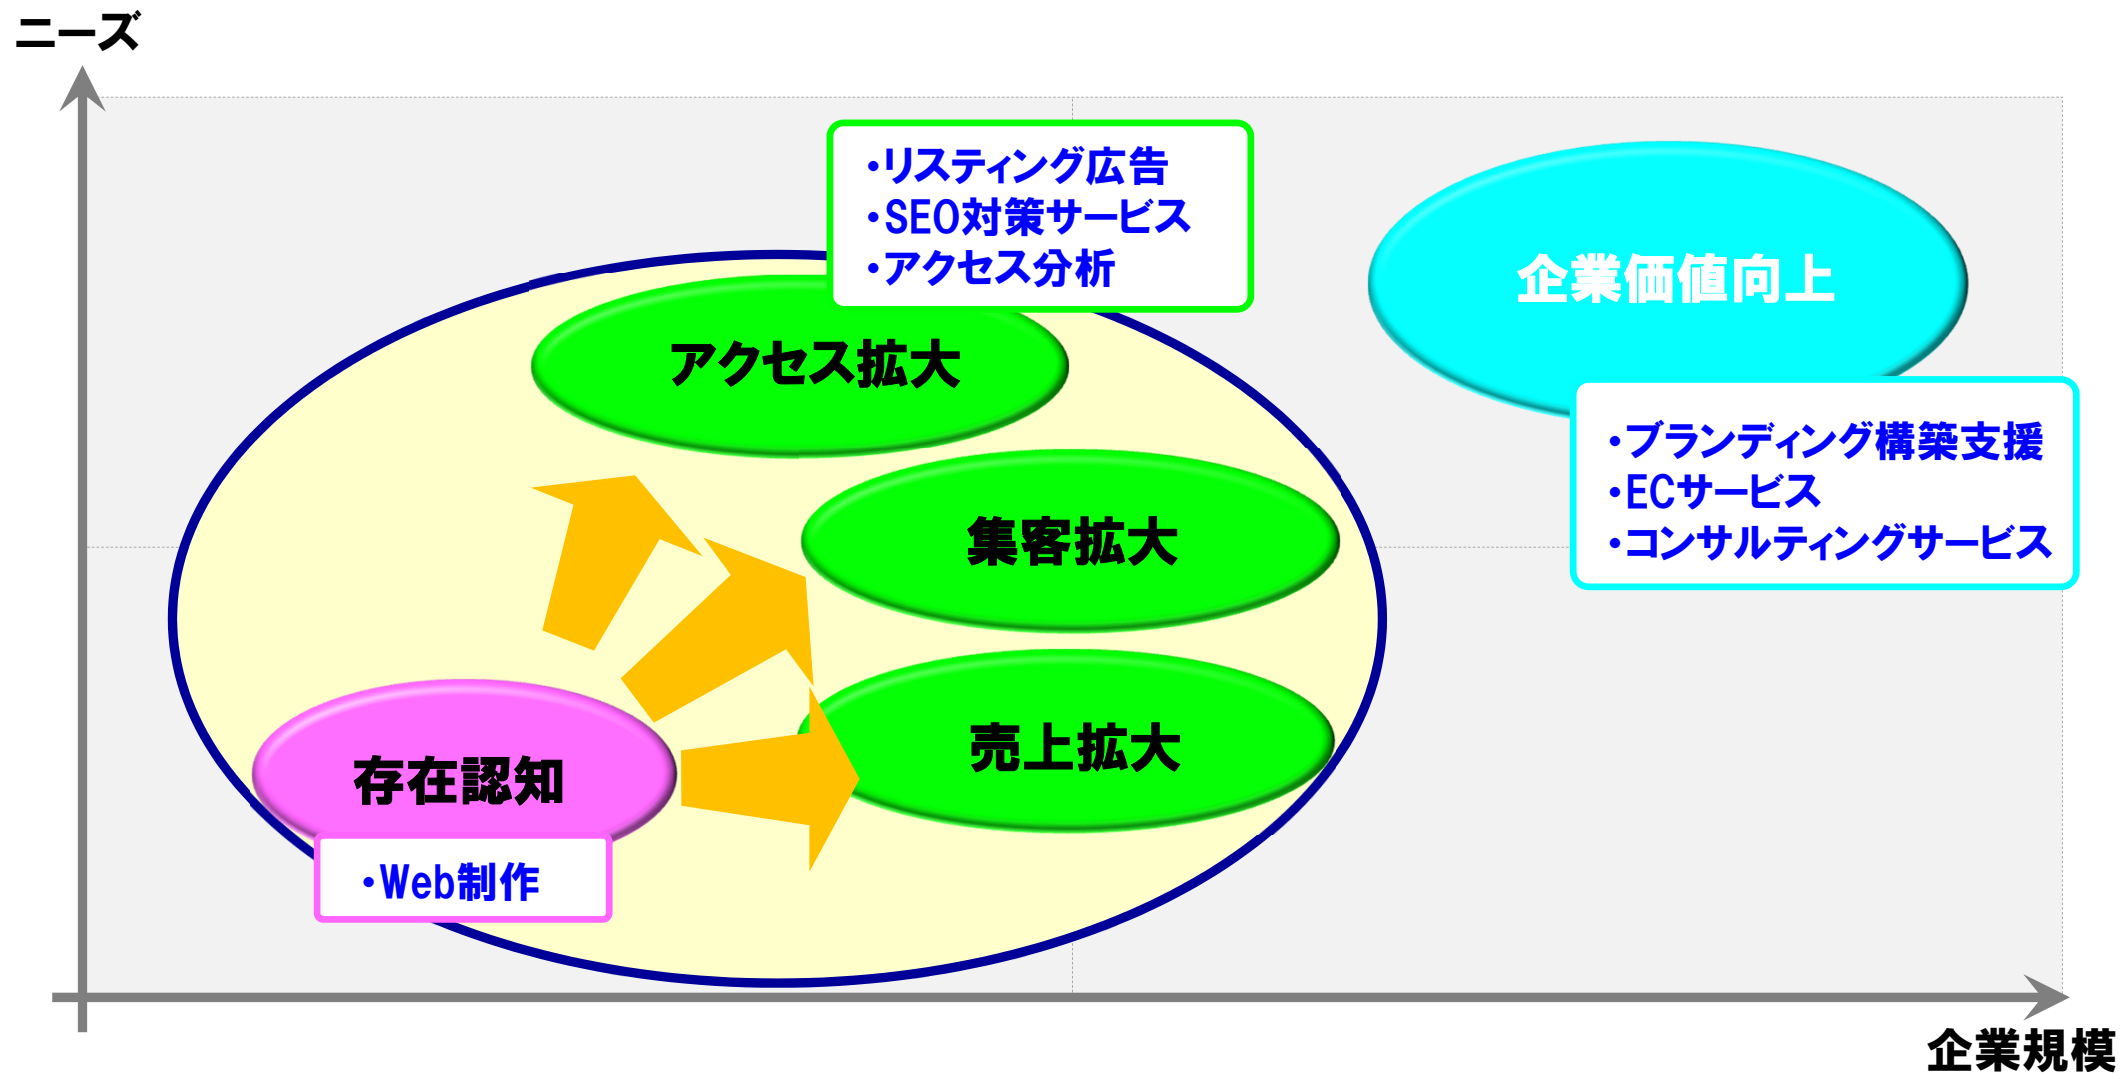 ニーズ
・リスティング広告
・SEO対策サービス
・アクセス分析
企業価値向上
アクセス拡大
・ブランディング構築支援
・ECサービス
・コンサルティングサービス
集客拡大
売上拡大
存在認知
・Web制作
企業規模